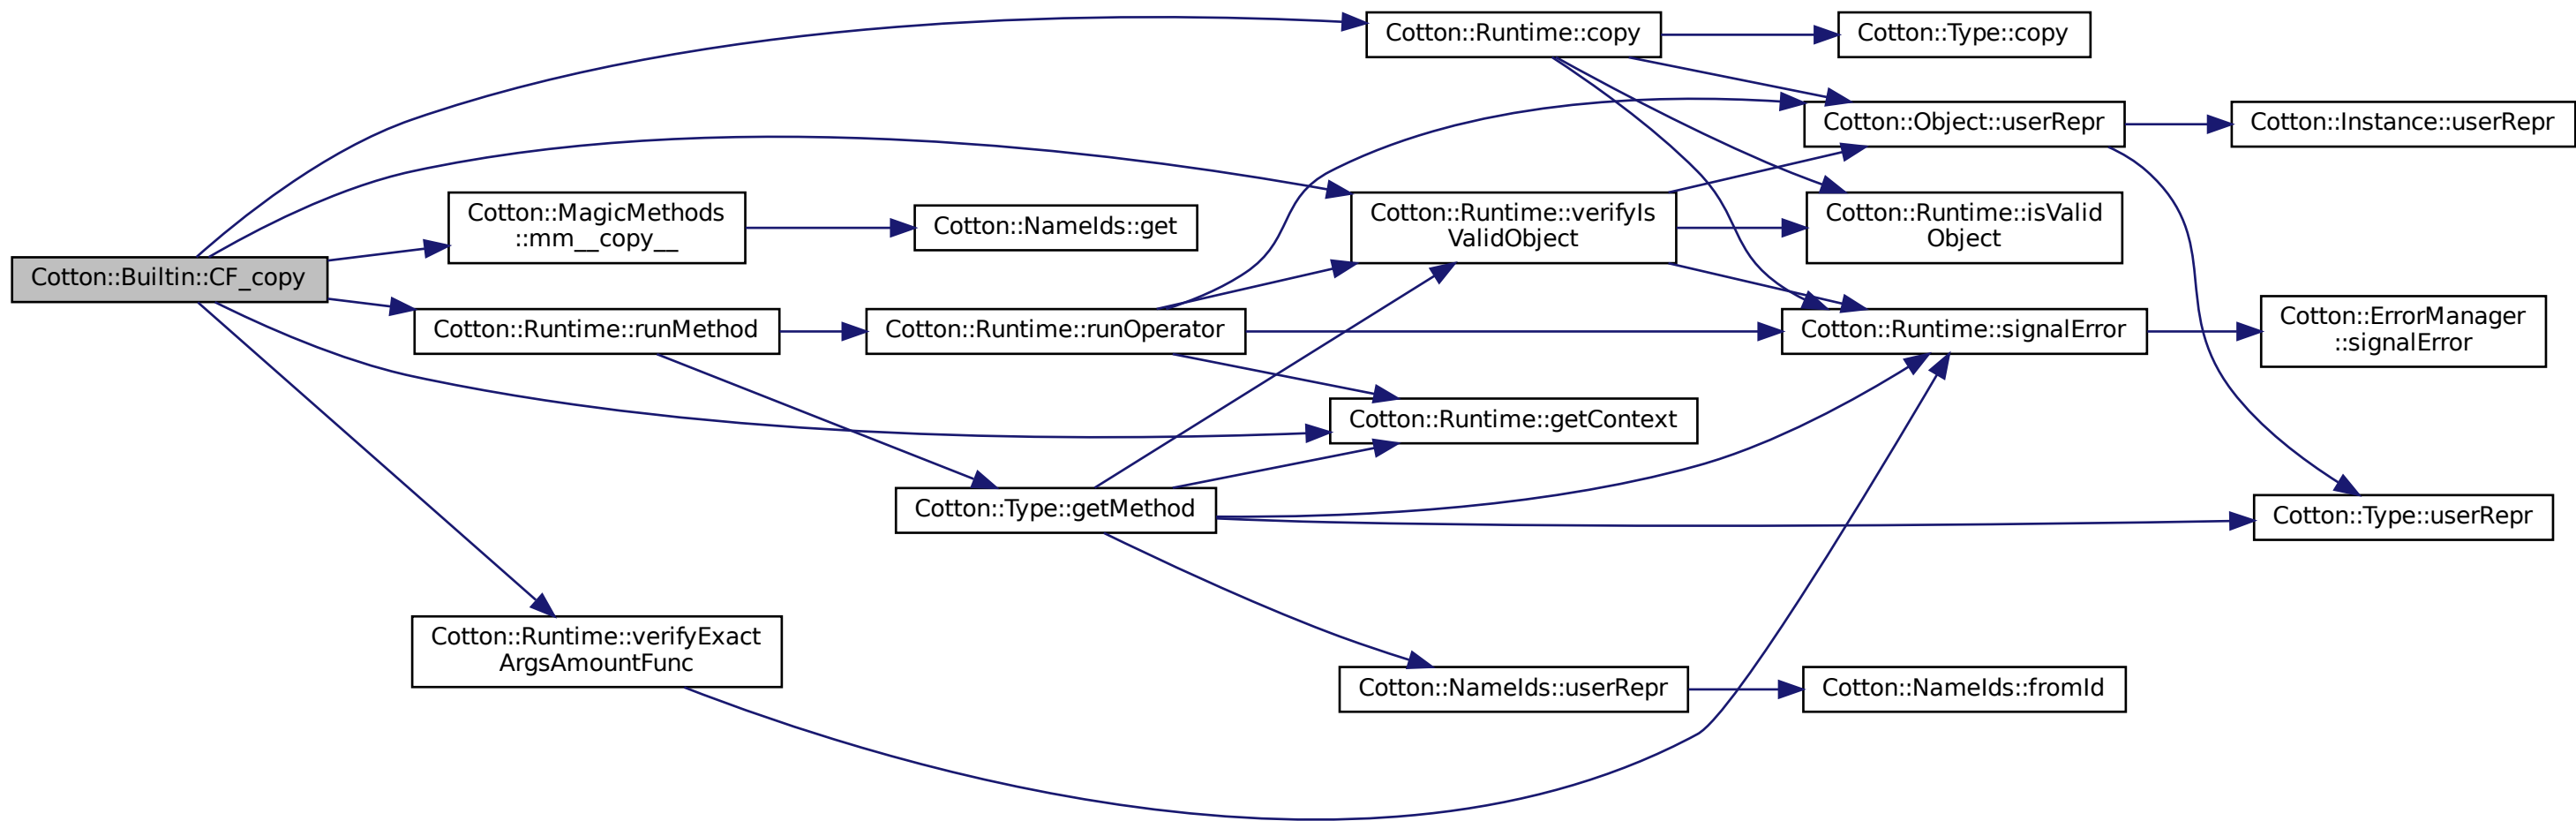 Cotton::Builtin::CF_copy
Cotton::Runtime::copy
Cotton::Type::copy
Cotton::Object::userRepr
Cotton::Instance::userRepr
Cotton::MagicMethods
::mm__copy__
Cotton::NameIds::get
Cotton::Runtime::verifyIs
ValidObject
Cotton::Runtime::isValid
Object
Cotton::Runtime::runMethod
Cotton::Runtime::runOperator
Cotton::Runtime::signalError
Cotton::ErrorManager
::signalError
Cotton::Runtime::getContext
Cotton::Type::getMethod
Cotton::Type::userRepr
Cotton::Runtime::verifyExact
ArgsAmountFunc
Cotton::NameIds::userRepr
Cotton::NameIds::fromId